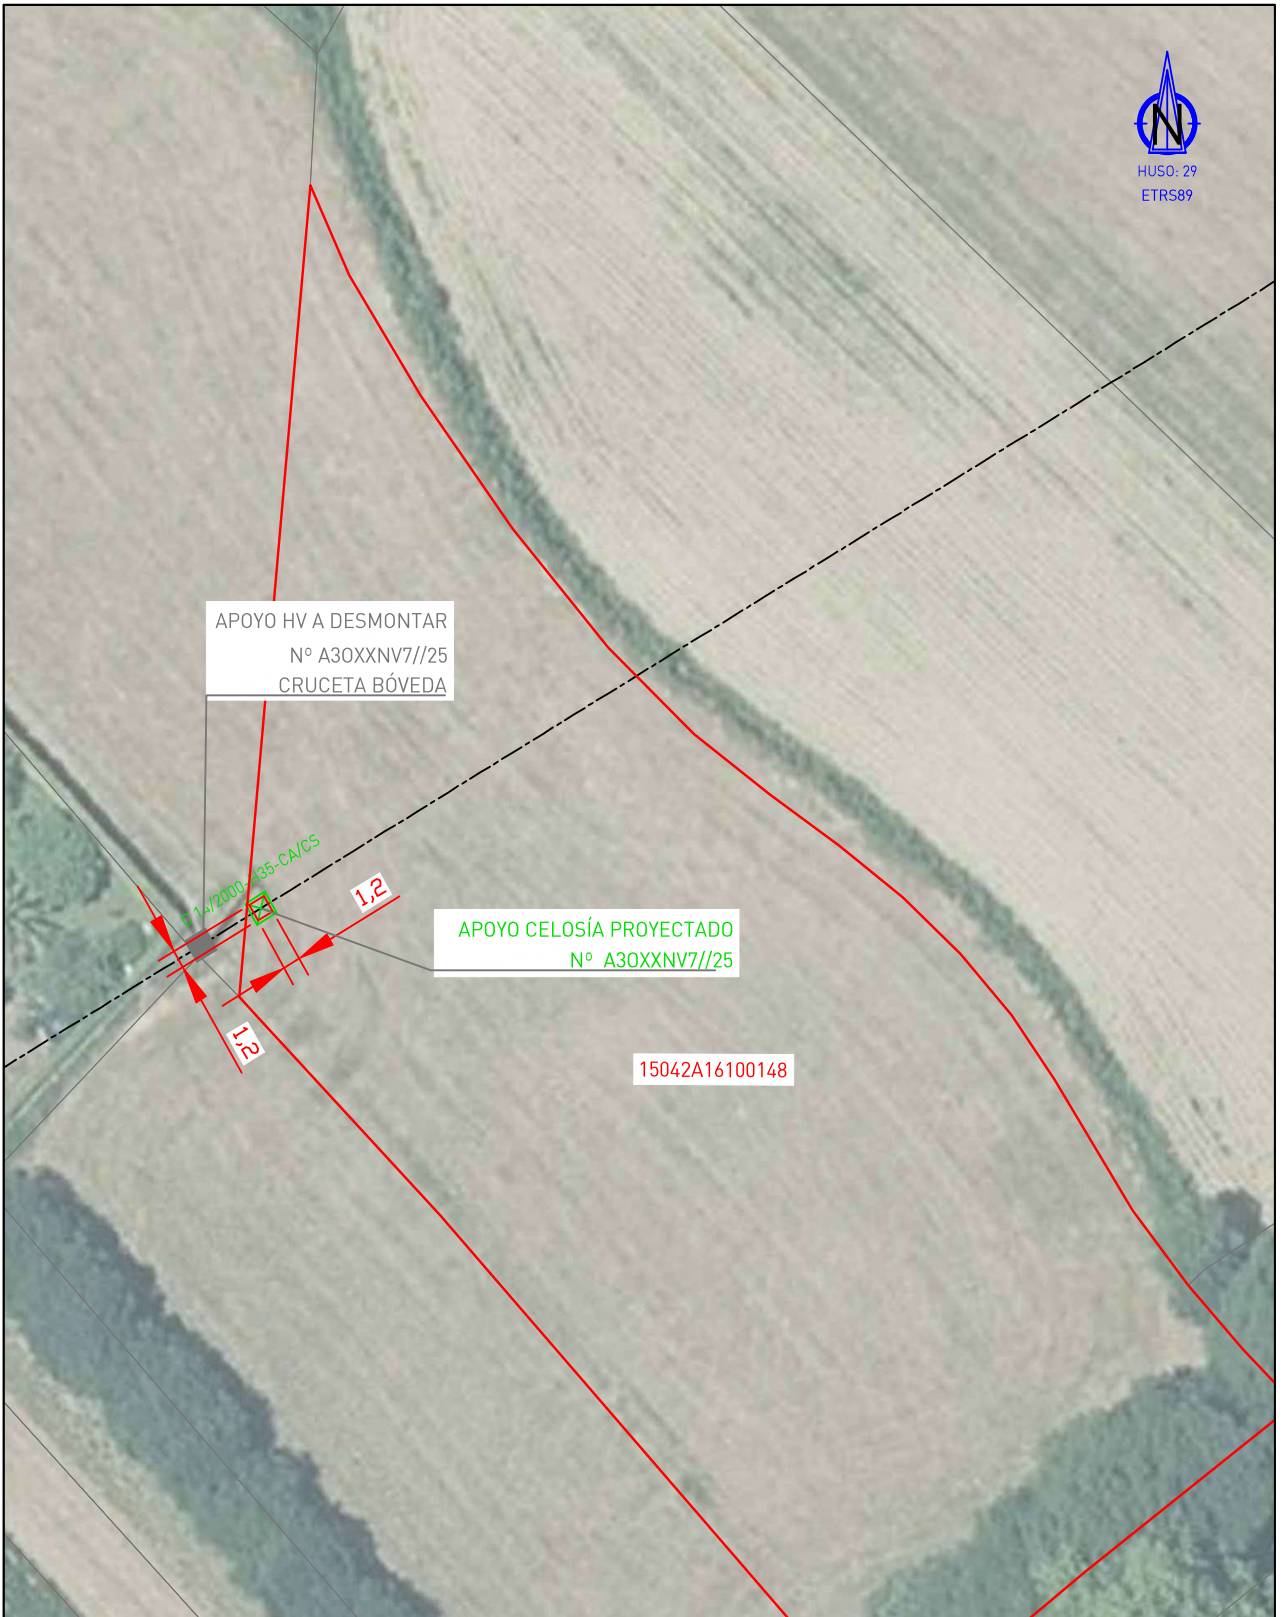 N
HUSO: 29
ETRS89
APOYO HV A DESMONTAR
Nº A30XXNV7//25
CRUCETA BÓVEDA
1,2
APOYO CELOSÍA PROYECTADO
Nº A30XXNV7//25
1,2
15042A16100148